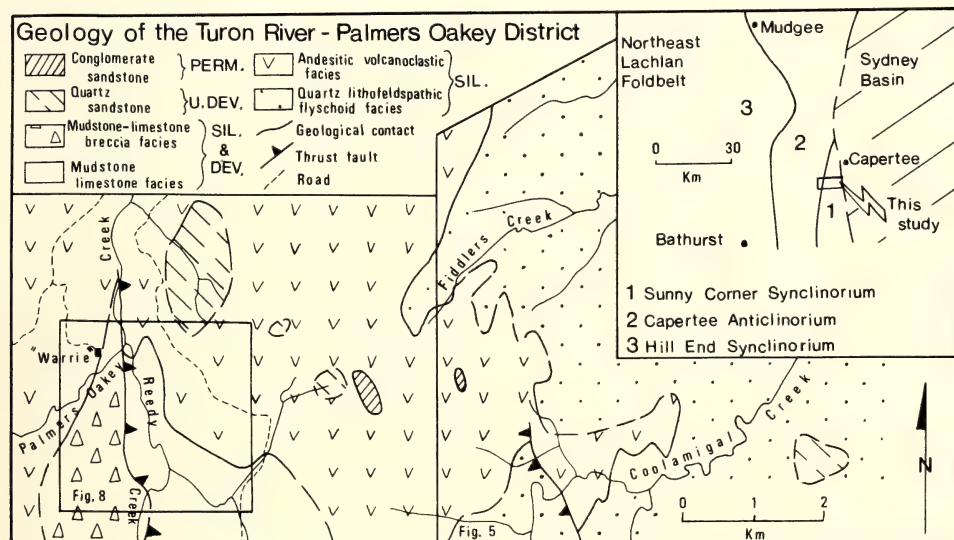 Geology of the Turon River - Palmers Oakey District
Conglomerate
sandstone
PERM.
Quartz
sandstone
U.DEV.
Mudstone-limestone
breccia facies
Mudstone
limestone facies
SIL.
&
DEV.
Andesitic volcanoclastic
facies
Quartz lithofeldspathic
flyschoid facies
SIL.
Geological contact
Thrust fault
Road
Northeast
Lachlan
Foldbelt
Mudgee
Sydney
Basin
3
2
0 30
Km
Capertee
1
This
study
Bathurst
1 Sunny Corner Synclinorium
2 Capertee Anticlinorium
3 Hill End Synclinorium
Creek
Fiddlers Creek
"Warrie"
Palmers Oakey
Reedy
Creek
Fig. 8
Coolamigal Creek
Fig. 5
0 1 2
Km
N